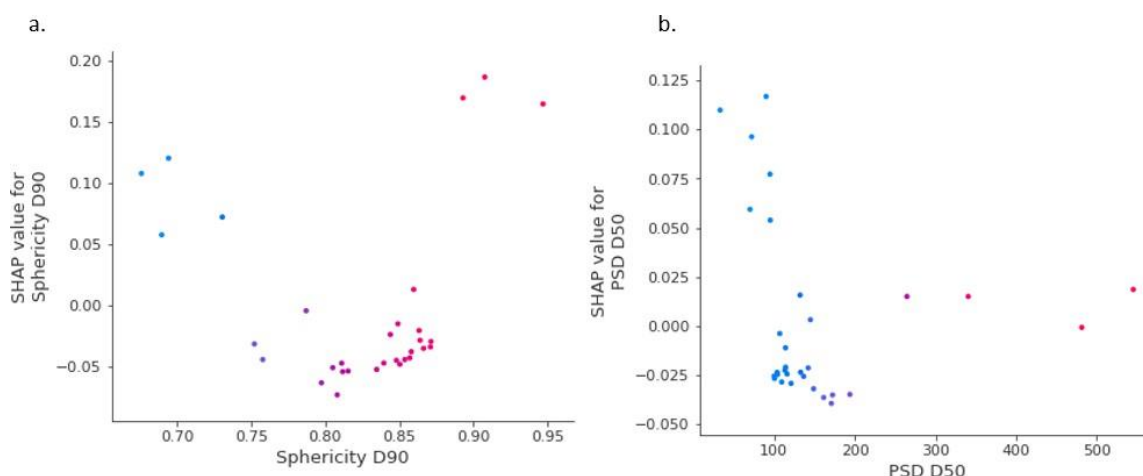 a.
b.
SHAP value for
Sphericity D90
0.20
0.15
0.10
0.05
0.00
−0.05
0.70 0.75 0.80 0.85 0.90 0.95
Sphericity D90
SHAP value for
PSD D50
0.125
0.100
0.075
0.050
0.025
0.000
−0.025
−0.050
100 200 300 400 500
PSD D50